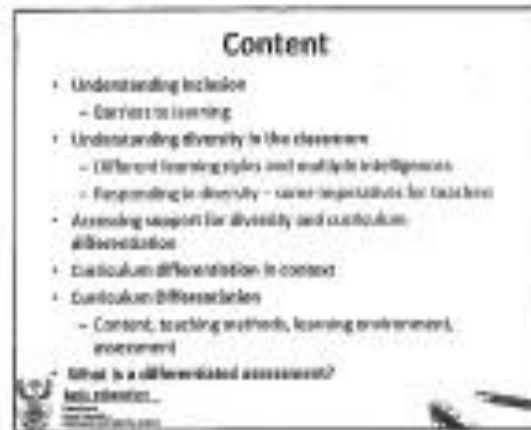 Content
• Understanding inclusion
– Barriers to learning
• Understanding diversity in the classroom
– Different learning styles and multiple intelligences
– Responding to diversity – some imperatives for teachers
• Accessing support for diversity and curriculum
differentiation
• Curriculum differentiation in context
• Curriculum Differentiation
– Content, teaching methods, learning environment,
assessment
• What is a differentiated assessment?
basic education